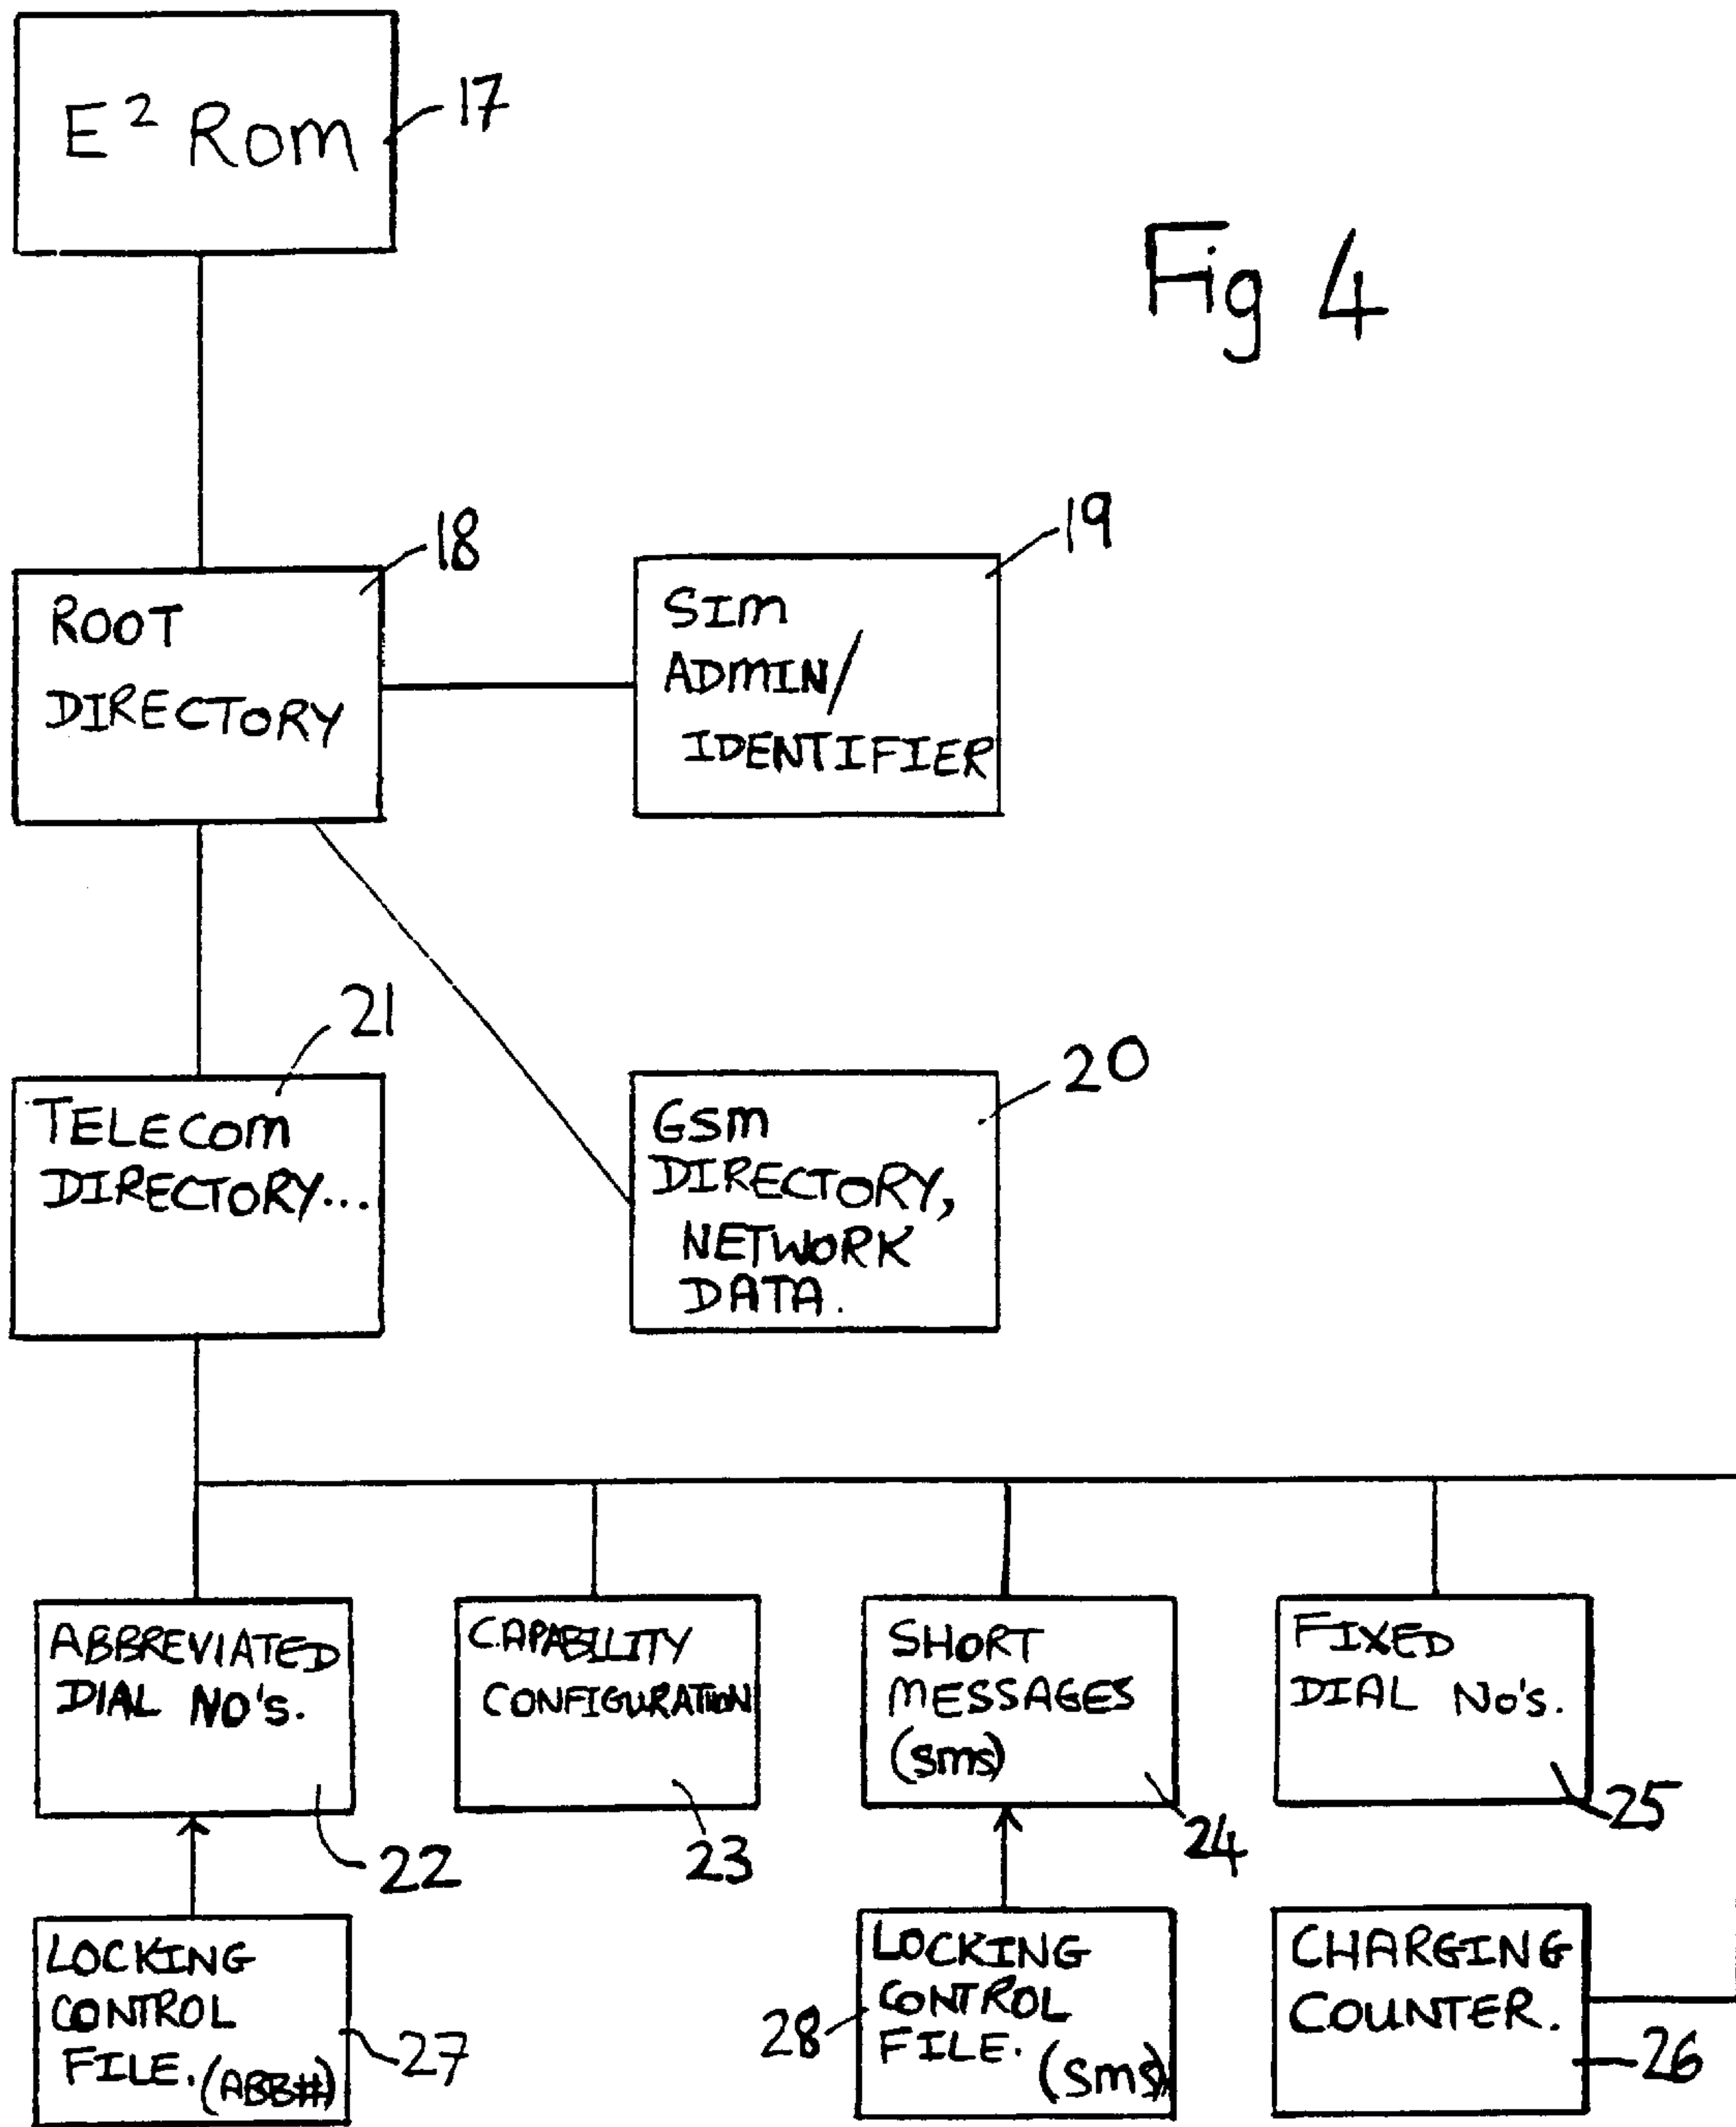 E² Rom
17
Fig 4
18
ROOT
DIRECTORY
19
SIM
ADMIN/
IDENTIFIER
21
TELECOM
DIRECTORY...
20
GSM
DIRECTORY,
NETWORK
DATA.
ABBREVIATED
DIAL NO's.
22
CAPABILITY
CONFIGURATION
23
SHORT
MESSAGES
(SMS)
24
FIXED
DIAL No's.
25
LOCKING
CONTROL
FILE. (ABB#)
27
LOCKING
CONTROL
FILE. (SMS)
28
CHARGING
COUNTER.
26